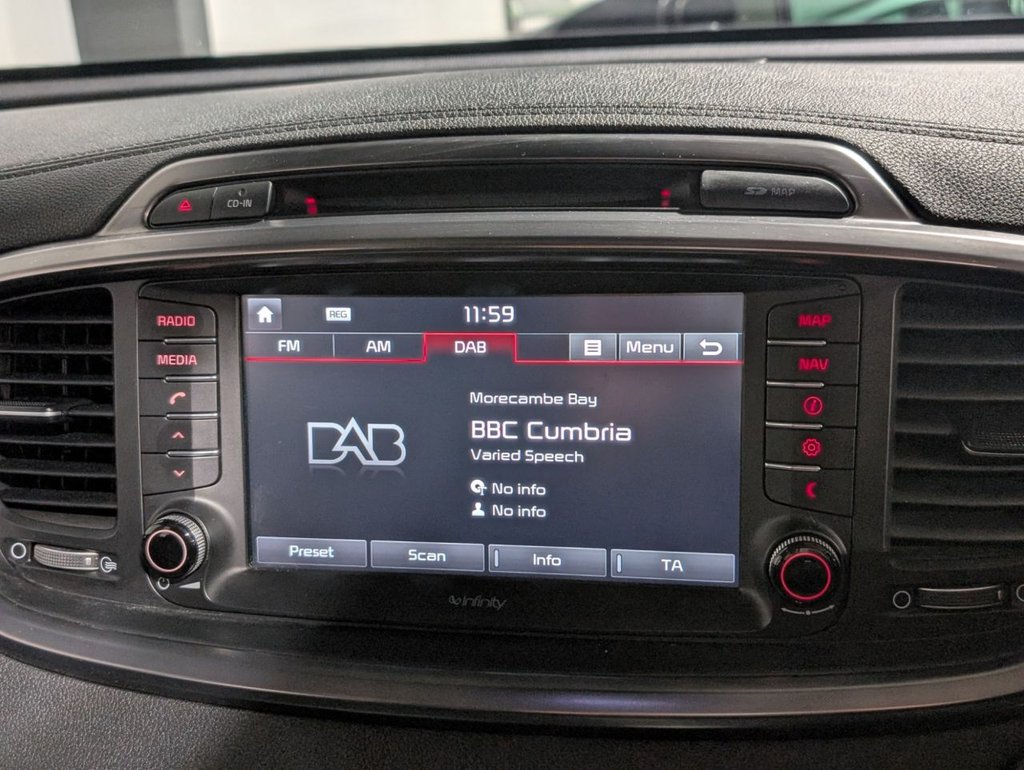 CD-IN
SD MAP
RADIO
MEDIA
REG
11:59
FM AM DAB Menu
Morecambe Bay
DAB
BBC Cumbria
Varied Speech
No info
No info
Preset Scan Info TA
MAP
NAV
Infinity